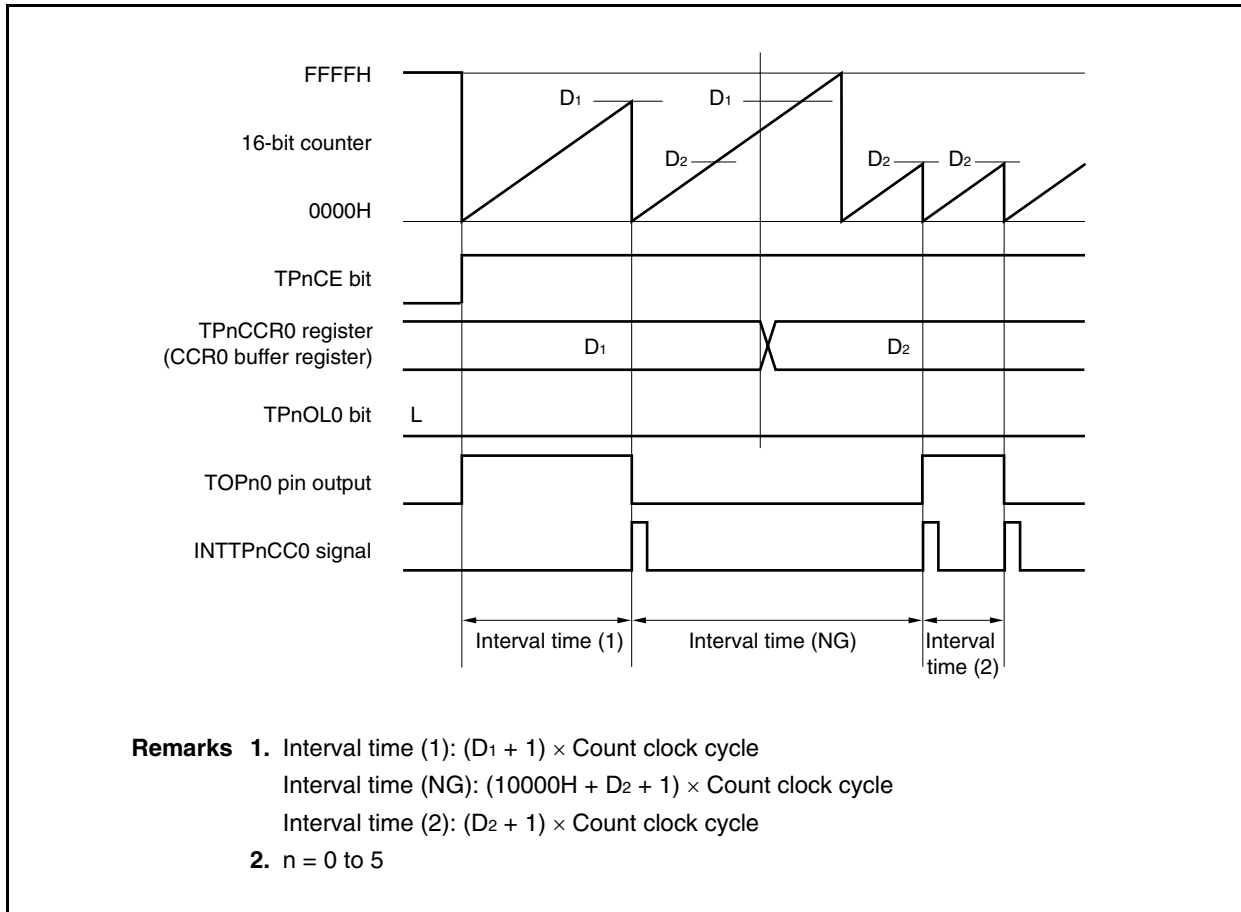 FFFFH
D1
D1
16-bit counter
D2
D2
D2
0000H
TPnCE bit
TPnCCR0 register
(CCR0 buffer register)
D1
D2
TPnOL0 bit
L
TOPn0 pin output
INTTPnCC0 signal
Interval time (1)
Interval time (NG)
Interval
time (2)
Remarks 1. Interval time (1): (D1 + 1) × Count clock cycle
Interval time (NG): (10000H + D2 + 1) × Count clock cycle
Interval time (2): (D2 + 1) × Count clock cycle
2. n = 0 to 5